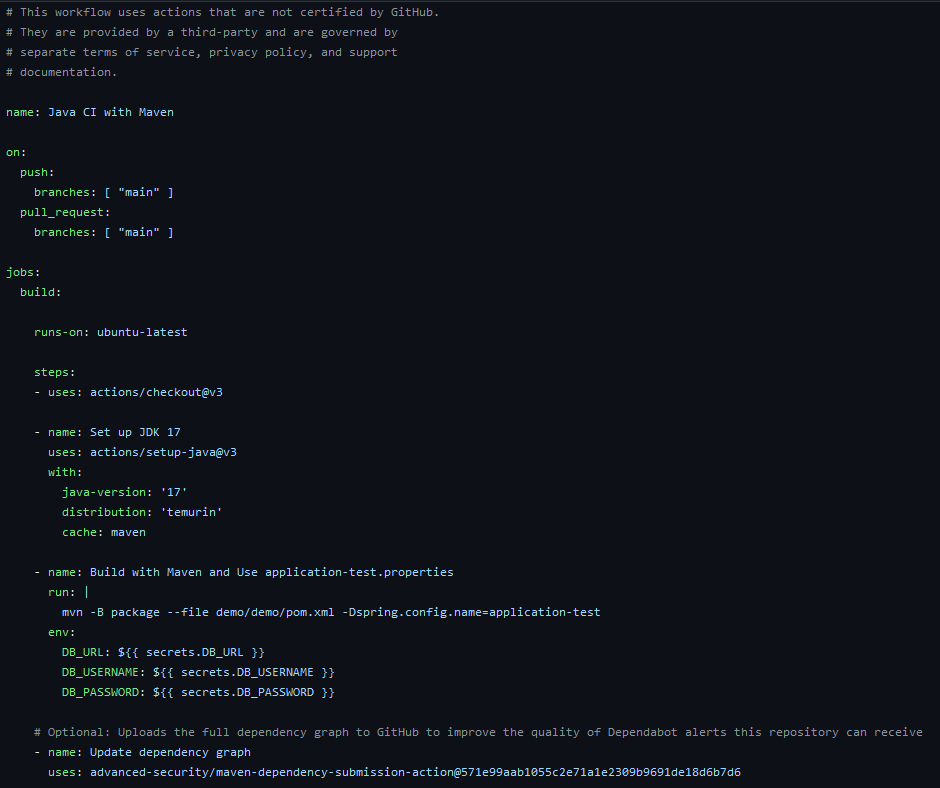 # This workflow uses actions that are not certified by GitHub.
# They are provided by a third-party and are governed by
# separate terms of service, privacy policy, and support
# documentation.

name: Java CI with Maven

on:
  push:
    branches: [ "main" ]
  pull_request:
    branches: [ "main" ]

jobs:
  build:

    runs-on: ubuntu-latest

    steps:
    - uses: actions/checkout@v3

    - name: Set up JDK 17
      uses: actions/setup-java@v3
      with:
        java-version: '17'
        distribution: 'temurin'
        cache: maven

    - name: Build with Maven and Use application-test.properties
      run: |
        mvn -B package --file demo/demo/pom.xml -Dspring.config.name=application-test
      env:
        DB_URL: ${{ secrets.DB_URL }}
        DB_USERNAME: ${{ secrets.DB_USERNAME }}
        DB_PASSWORD: ${{ secrets.DB_PASSWORD }}

    # Optional: Uploads the full dependency graph to GitHub to improve the quality of Dependabot alerts this repository can receive
    - name: Update dependency graph
      uses: advanced-security/maven-dependency-submission-action@571e99aab1055c2e71a1e2309b9691de18d6b7d6